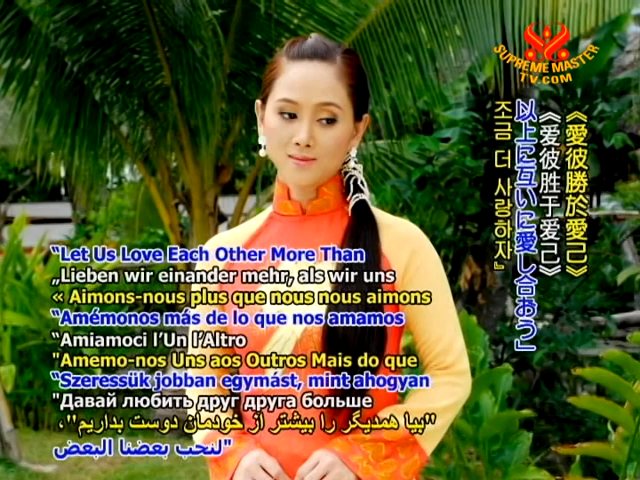 SUPREME MASTER
TV.COM
《愛彼勝於愛己》
《爱彼胜于爱己》
以上に互いに愛し合おう」
조금 더 사랑하자』
“Let Us Love Each Other More Than
„Lieben wir einander mehr, als wir uns
« Aimons-nous plus que nous nous aimons
“Amémonos más de lo que nos amamos
“Amiamoci l’Un l’Altro
"Amemo-nos Uns aos Outros Mais do que
“Szeressük jobban egymást, mint ahogyan
"Давай любить друг друга больше
"بیا همدیگر را بیشتر از خودمان دوست بداریم"،
لنحب بعضنا البعض"